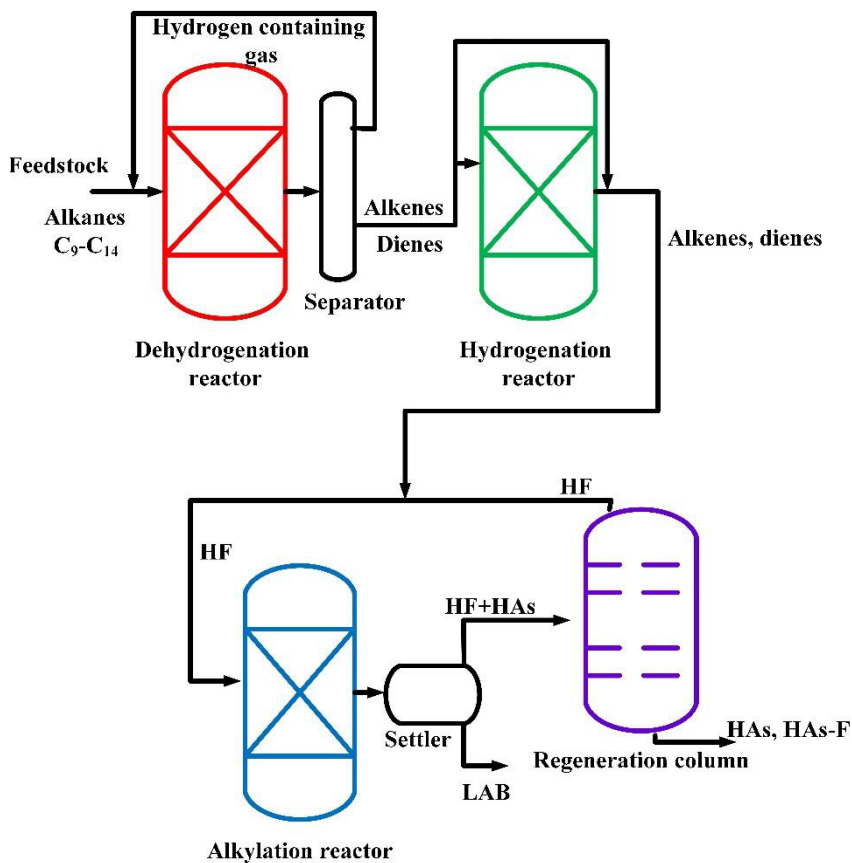 Hydrogen containing
gas
Feedstock
Alkanes
C₉-C₁₄
Alkenes
Dienes
Separator
Dehydrogenation
reactor
Hydrogenation
reactor
Alkenes, dienes
HF
HF
HF+HAs
Settler
LAB
HAs, HAs-F
Regeneration column
Alkylation reactor